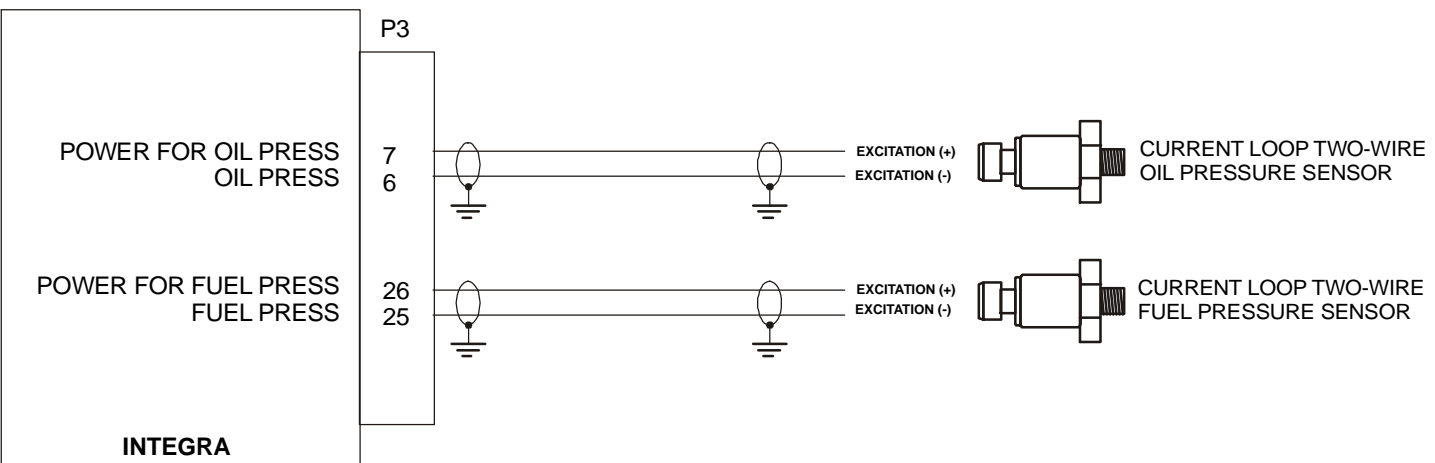 P3
POWER FOR OIL PRESS 7 EXCITATION (+) CURRENT LOOP TWO-WIRE
OIL PRESS 6 EXCITATION (-) OIL PRESSURE SENSOR
POWER FOR FUEL PRESS 26 EXCITATION (+) CURRENT LOOP TWO-WIRE
FUEL PRESS 25 EXCITATION (-) FUEL PRESSURE SENSOR
INTEGRA